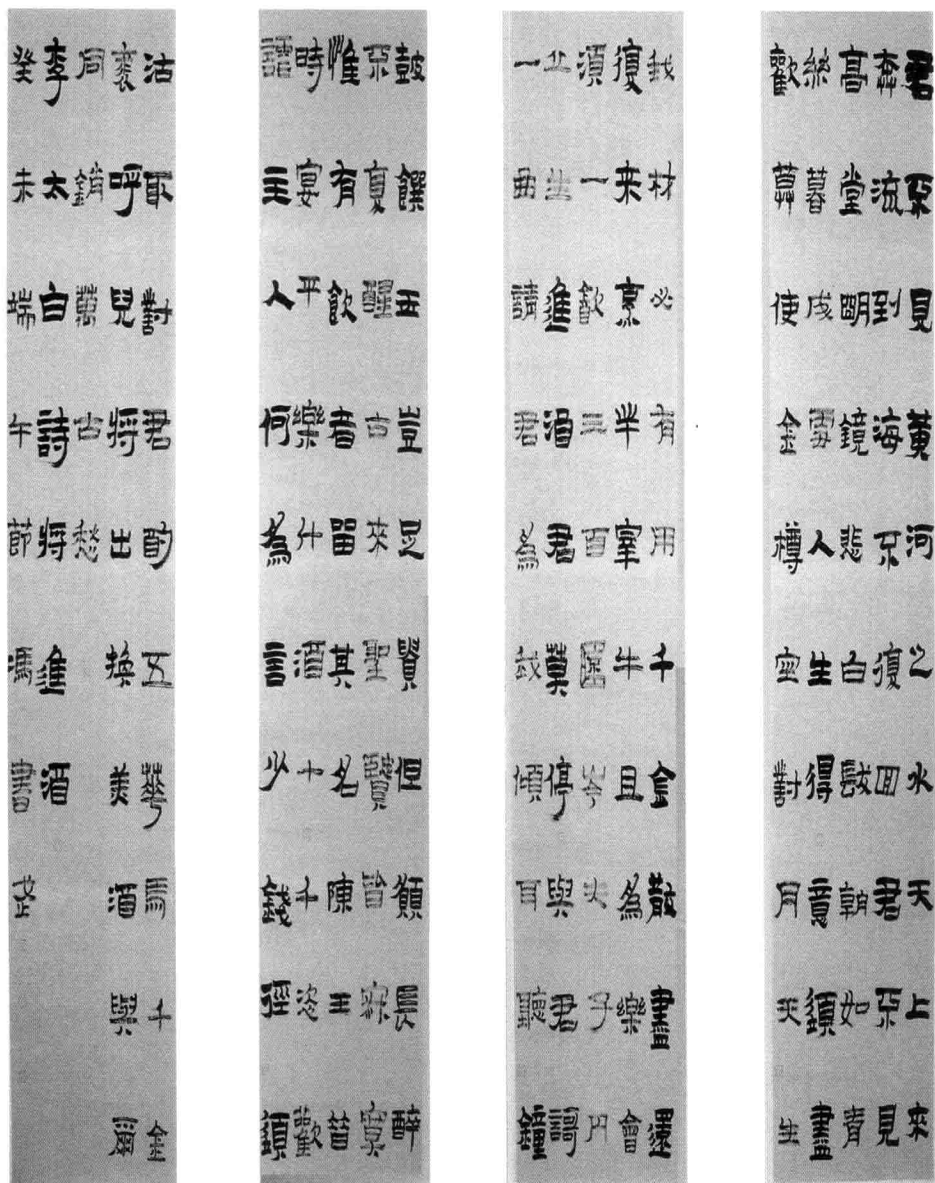 君不見黃河之水天上來
奔流到海不復回君不見
高堂明鏡悲白髮朝如青
絲暮成雪人生得意須盡
歡莫使金樽空對月天生
我材必有用千金散盡還
復来烹羊宰牛且為樂會
須一飲三百杯岑夫子丹
丘生進酒君莫停與君謌
一曲請君為我傾耳聽鐘
鼓饌玉豈足貴但願長醉
不復醒古來聖賢皆寂寞
惟有飲者留其名陳王昔
時宴平樂斗酒十千恣歡
謔主人何為言少錢徑須
沽取對君酌五華馬千金
裘呼兒將出換美酒與爾
同銷萬古愁
李太白詩將進酒
癸未端午節馮書芷